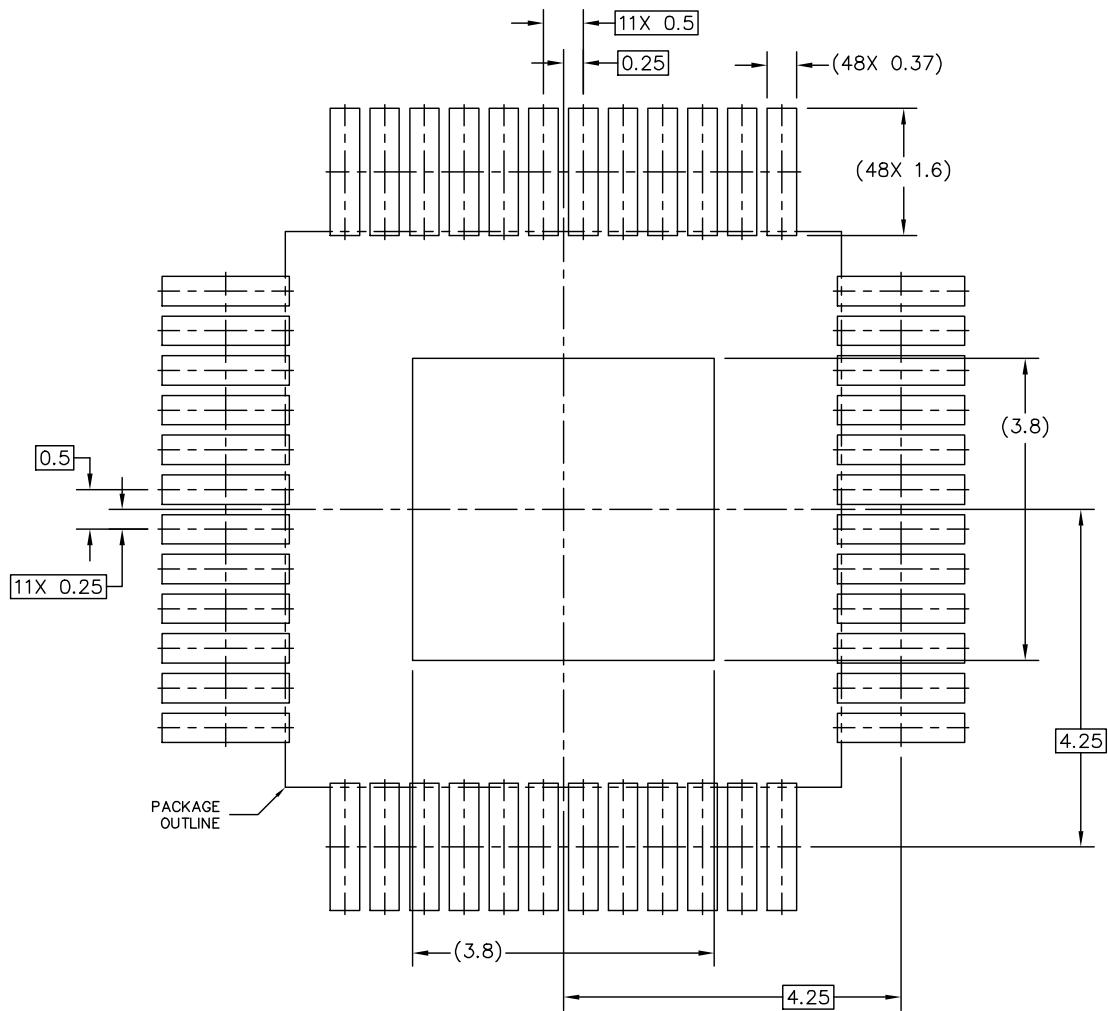 11X 0.5
0.25
(48X 0.37)
(48X 1.6)
(3.8)
0.5
11X 0.25
4.25
PACKAGE
OUTLINE
(3.8)
4.25